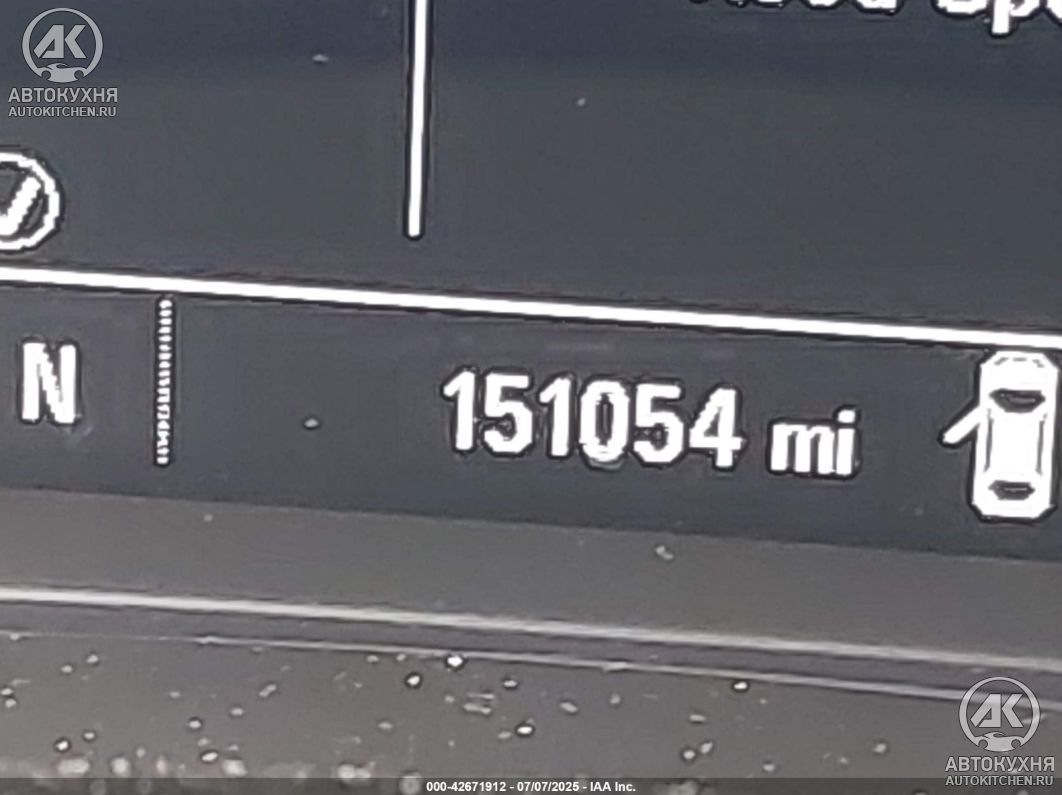 AK
АВТОКУХНЯ
AUTOKITCHEN.RU
N
151054 mi
AK
АВТОКУХНЯ
AUTOKITCHEN.RU
000-42671912 - 07/07/2025 - IAA Inc.